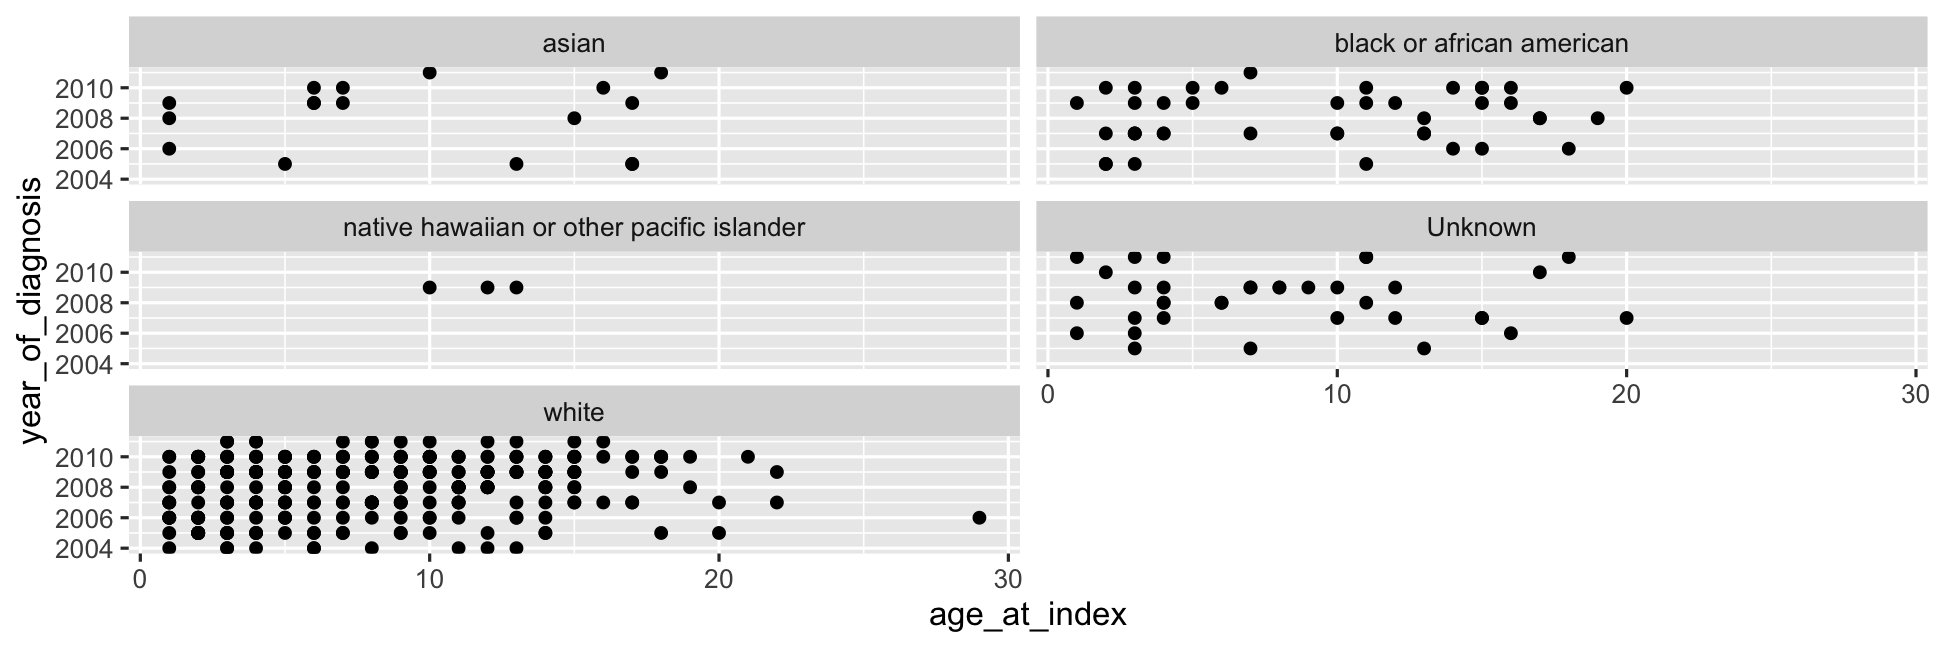 asian
black or african american
2010
2008
2006
2004
native hawaiian or other pacific islander
Unknown
2010
2008
2006
2004
0 10 20 30
white
2010
2008
2006
2004
0 10 20 30
age_at_index
year_of_diagnosis